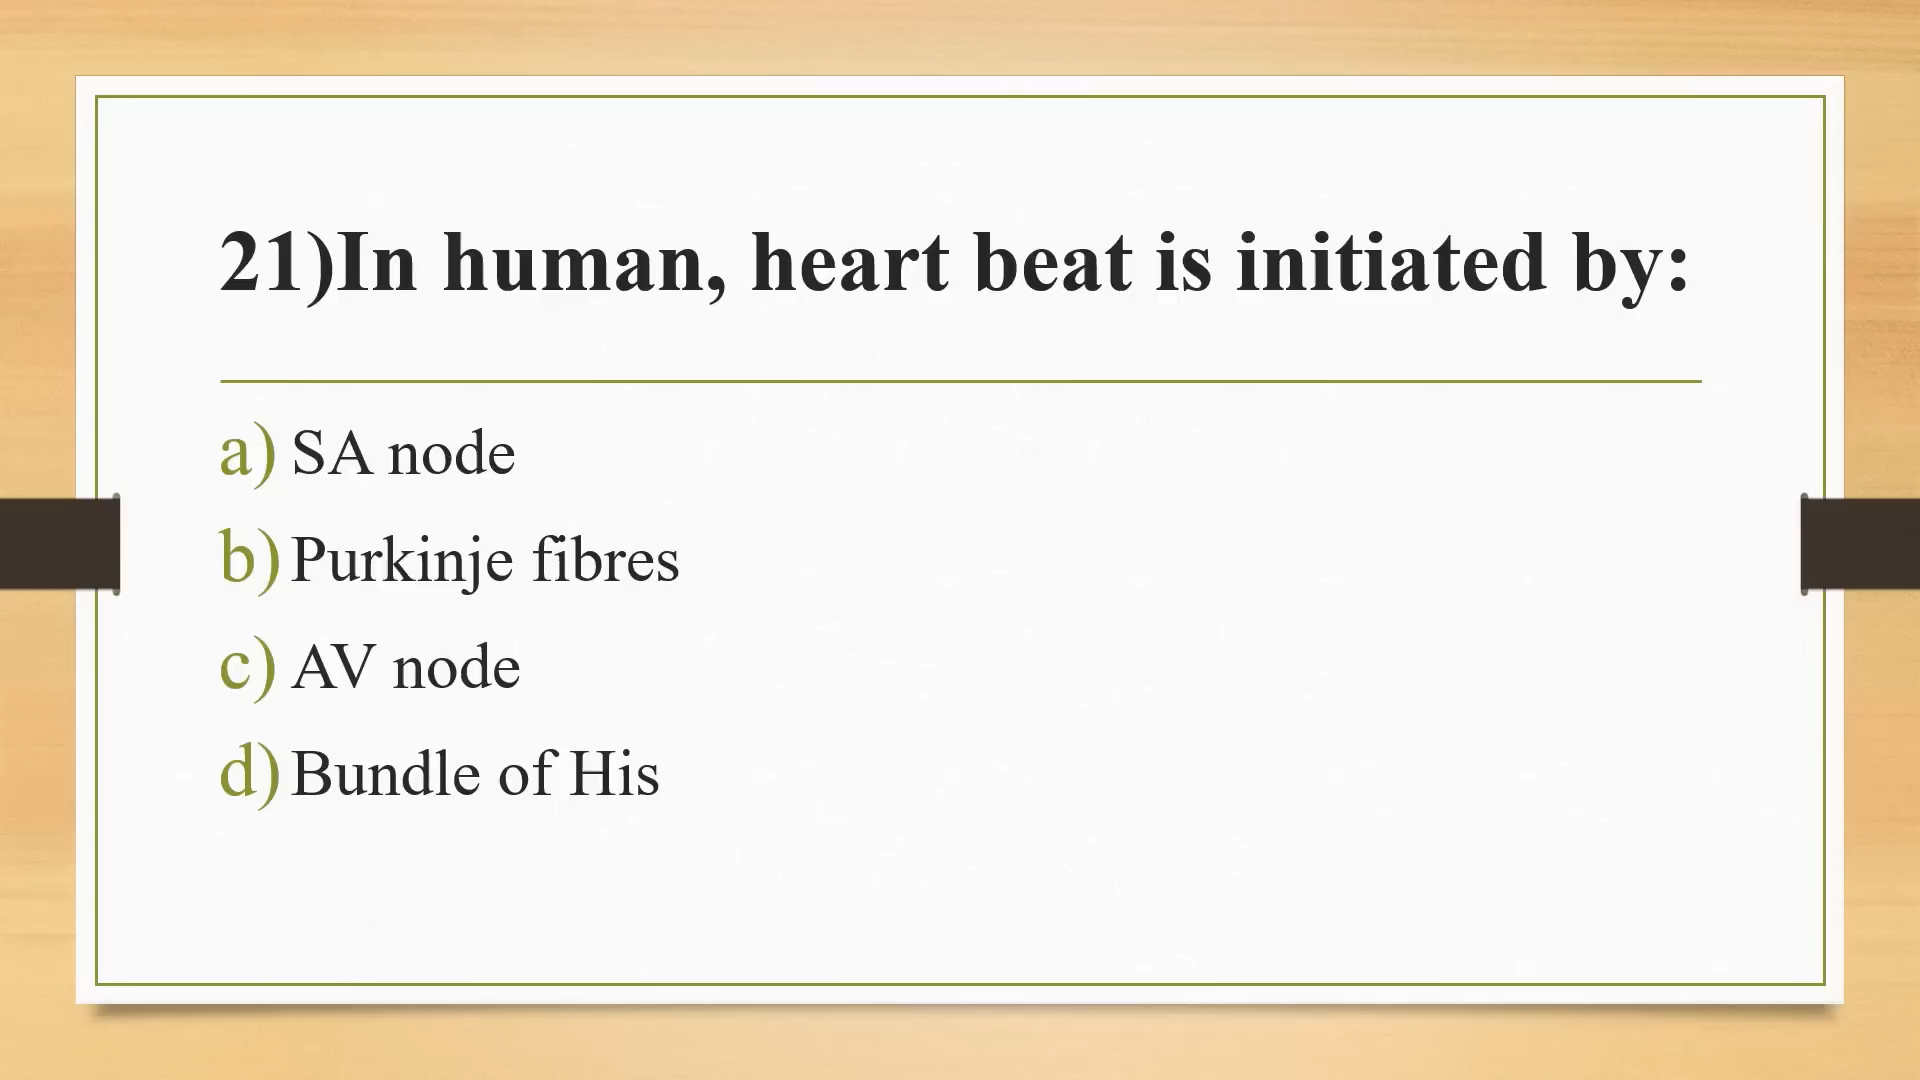 21)In human, heart beat is initiated by:
a) SA node
b) Purkinje fibres
c) AV node
d) Bundle of His